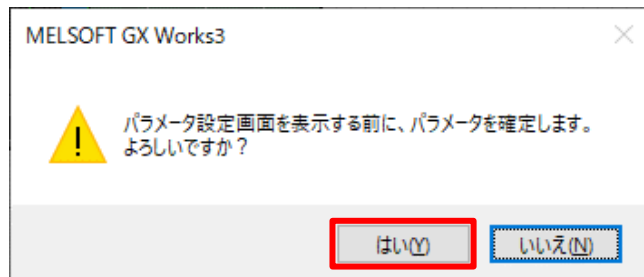 MELSOFT GX Works3
パラメータ設定画面を表示する前に、パラメータを確定します。
よろしいですか？
はい(Y)
いいえ(N)